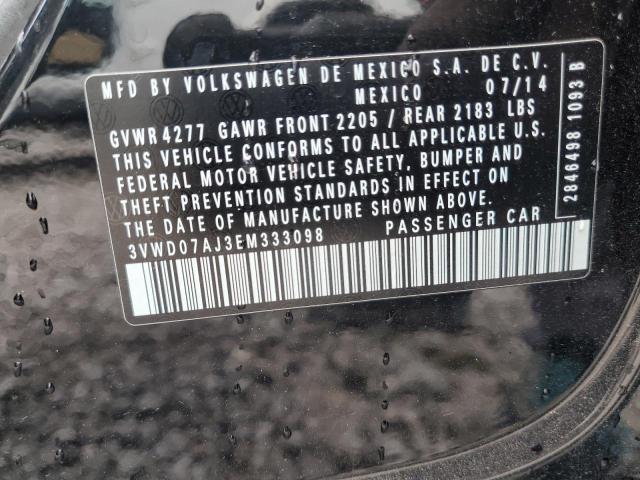 MFD BY VOLKSWAGEN DE MEXICO S.A. DE C.V.
MEXICO 07/14
GVWR 4277 GAWR FRONT 2205 / REAR 2183 LBS
THIS VEHICLE CONFORMS TO ALL APPLICABLE U.S.
FEDERAL MOTOR VEHICLE SAFETY, BUMPER AND
THEFT PREVENTION STANDARDS IN EFFECT ON
THE DATE OF MANUFACTURE SHOWN ABOVE.
3VWD07AJ3EM333098 PASSENGER CAR
2846498 1093 B